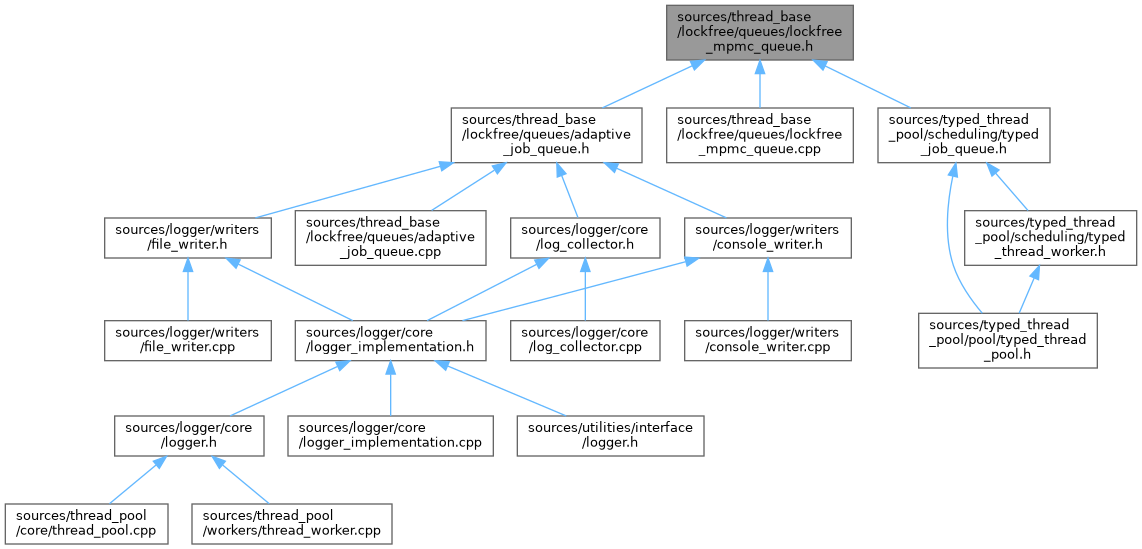 sources/thread_base
/lockfree/queues/lockfree
_mpmc_queue.h
sources/thread_base
/lockfree/queues/adaptive
_job_queue.h
sources/thread_base
/lockfree/queues/lockfree
_mpmc_queue.cpp
sources/typed_thread
_pool/scheduling/typed
_job_queue.h
sources/logger/writers
/file_writer.h
sources/thread_base
/lockfree/queues/adaptive
_job_queue.cpp
sources/logger/core
/log_collector.h
sources/logger/writers
/console_writer.h
sources/typed_thread
_pool/scheduling/typed
_thread_worker.h
sources/logger/writers
/file_writer.cpp
sources/logger/core
/logger_implementation.h
sources/logger/core
/log_collector.cpp
sources/logger/writers
/console_writer.cpp
sources/typed_thread
_pool/pool/typed_thread
_pool.h
sources/logger/core
/logger.h
sources/logger/core
/logger_implementation.cpp
sources/utilities/interface
/logger.h
sources/thread_pool
/core/thread_pool.cpp
sources/thread_pool
/workers/thread_worker.cpp